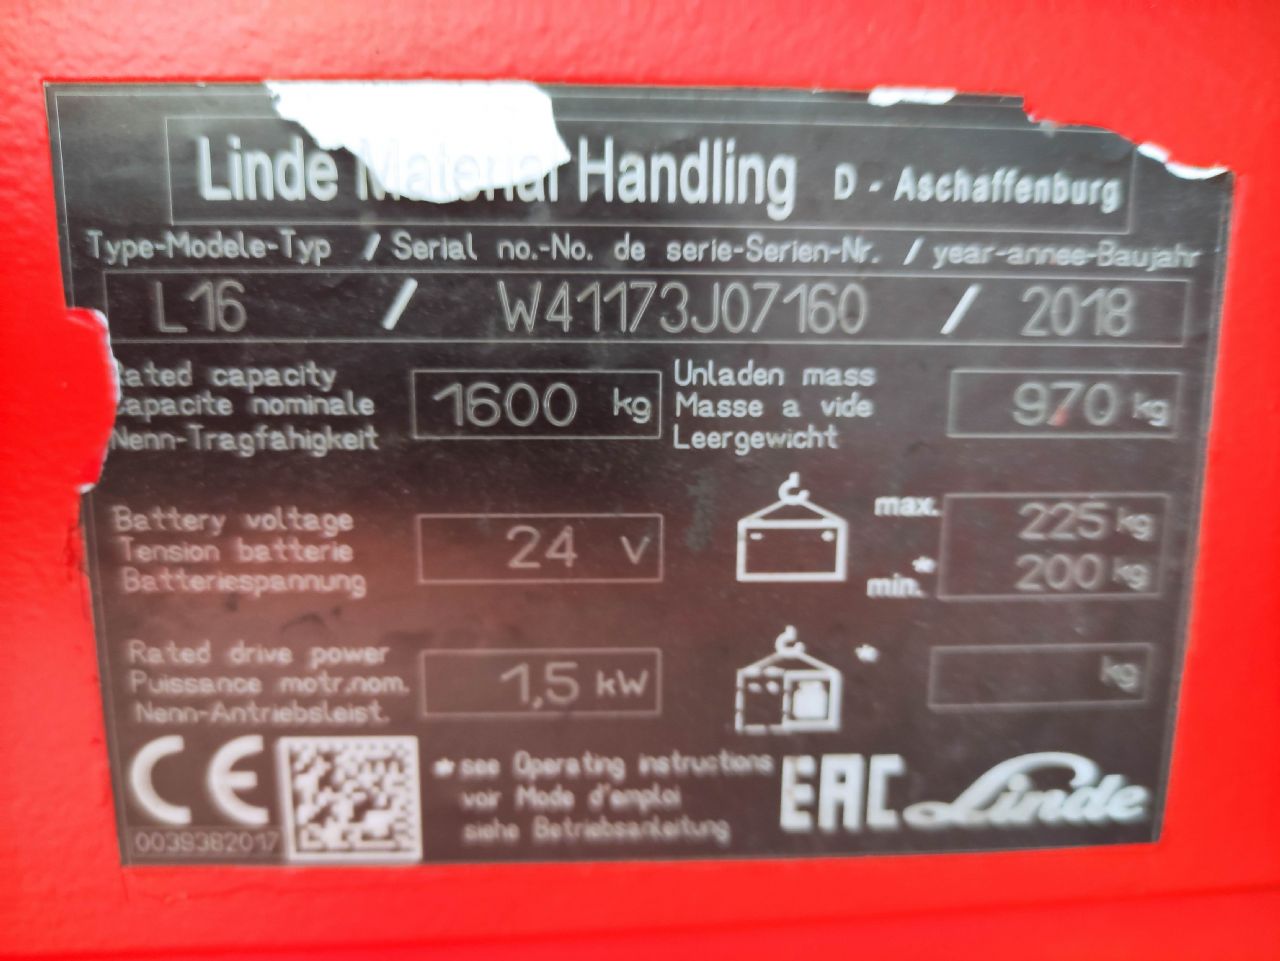 Linde Material Handling D - Aschaffenburg
Type-Modele-Typ / Serial no.-No. de serie-Serien-Nr. / year-annee-Baujahr
L16 / W41173J07160 / 2018
Rated capacity
Capacite nominale
Nenn-Tragfähigkeit
1600 kg
Unladen mass
Masse a vide
Leergewicht
970 kg
Battery voltage
Tension batterie
Batteriespannung
24 V
max. 225 kg
min.* 200 kg
Rated drive power
Puissance motr.nom.
Nenn-Antriebsleist.
1,5 kW
* kg
CE
0039382017
* see Operating instructions
voir Mode d'emploi
siehe Betriebsanleitung
EAC
Linde